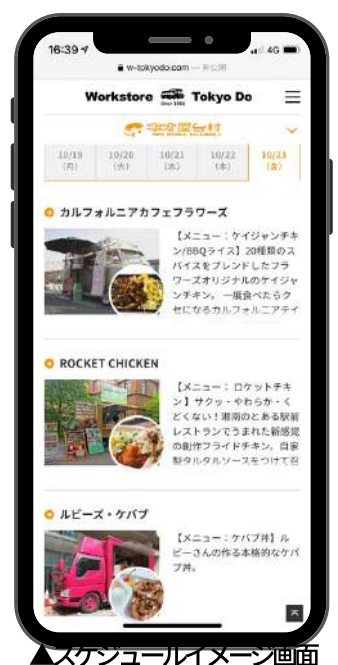 16:39
4G
w-tokyodo.com — 非公開
Workstore Tokyo Do
Since 1885
ネオ屋台村
10/19 10/20 10/21 10/22 10/23
(月) (火) (水) (木) (金)
カルフォルニアカフェフラワーズ
【メニュー：ケイジャンチキ
ン/BBQライス】20種類のス
パイスをブレンドしたフラ
ワーズオリジナルのケイジャ
ンチキン。一度食べたらク
セになるカルフォルニアテイ
ROCKET CHICKEN
【メニュー： ロケットチキ
ン】サクッ・やわらか・く
どくない！湘南のとある駅前
レストランでうまれた新感覚
の創作フライドチキン。自家
製タルタルソースをつけて召
ルビーズ・ケバブ
【メニュー：ケバブ丼】ル
ビーさんの作る本格的なケバ
ブ丼。
▲スケジュールイメージ画面